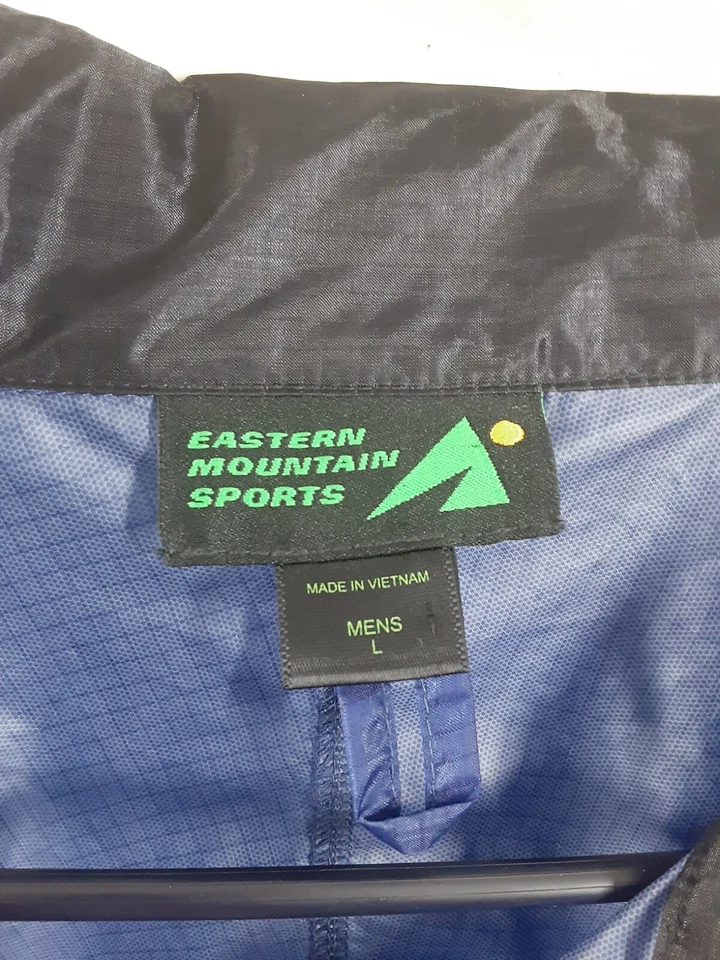 EASTERN
MOUNTAIN
SPORTS
MADE IN VIETNAM
MENS
L